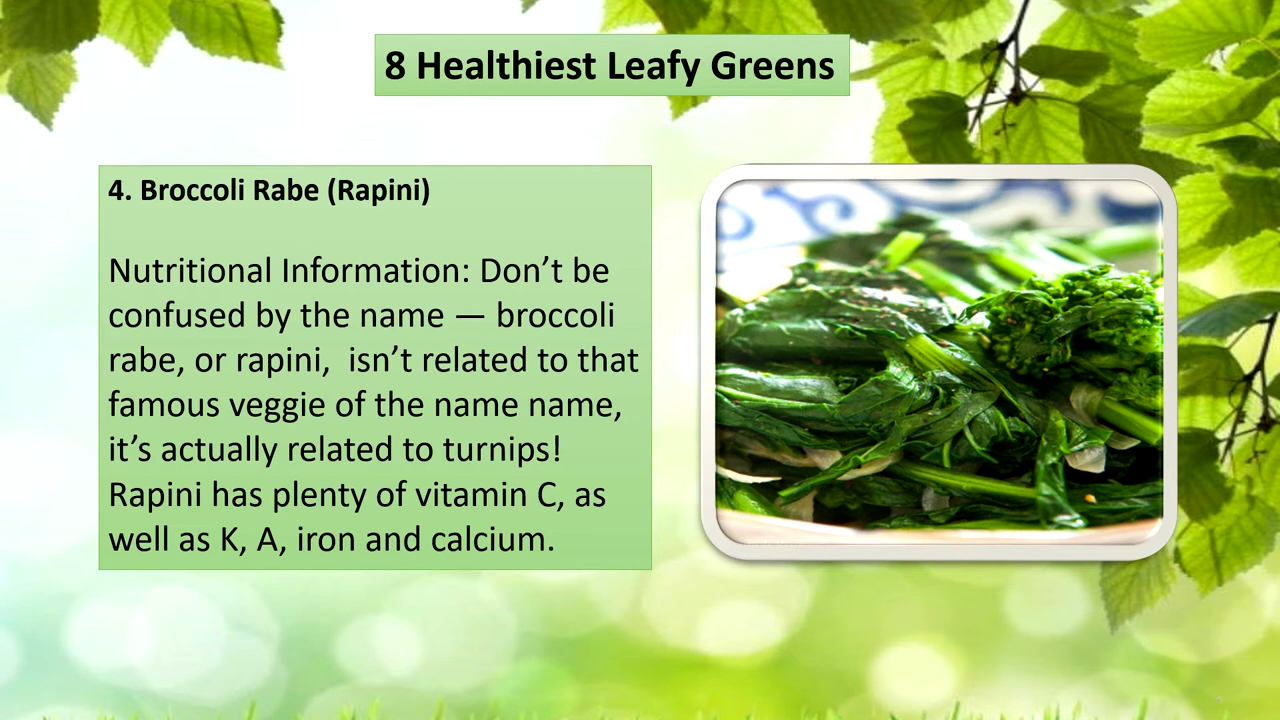 8 Healthiest Leafy Greens
4. Broccoli Rabe (Rapini)
Nutritional Information: Don’t be
confused by the name — broccoli
rabe, or rapini,  isn’t related to that
famous veggie of the name name,
it’s actually related to turnips!
Rapini has plenty of vitamin C, as
well as K, A, iron and calcium.